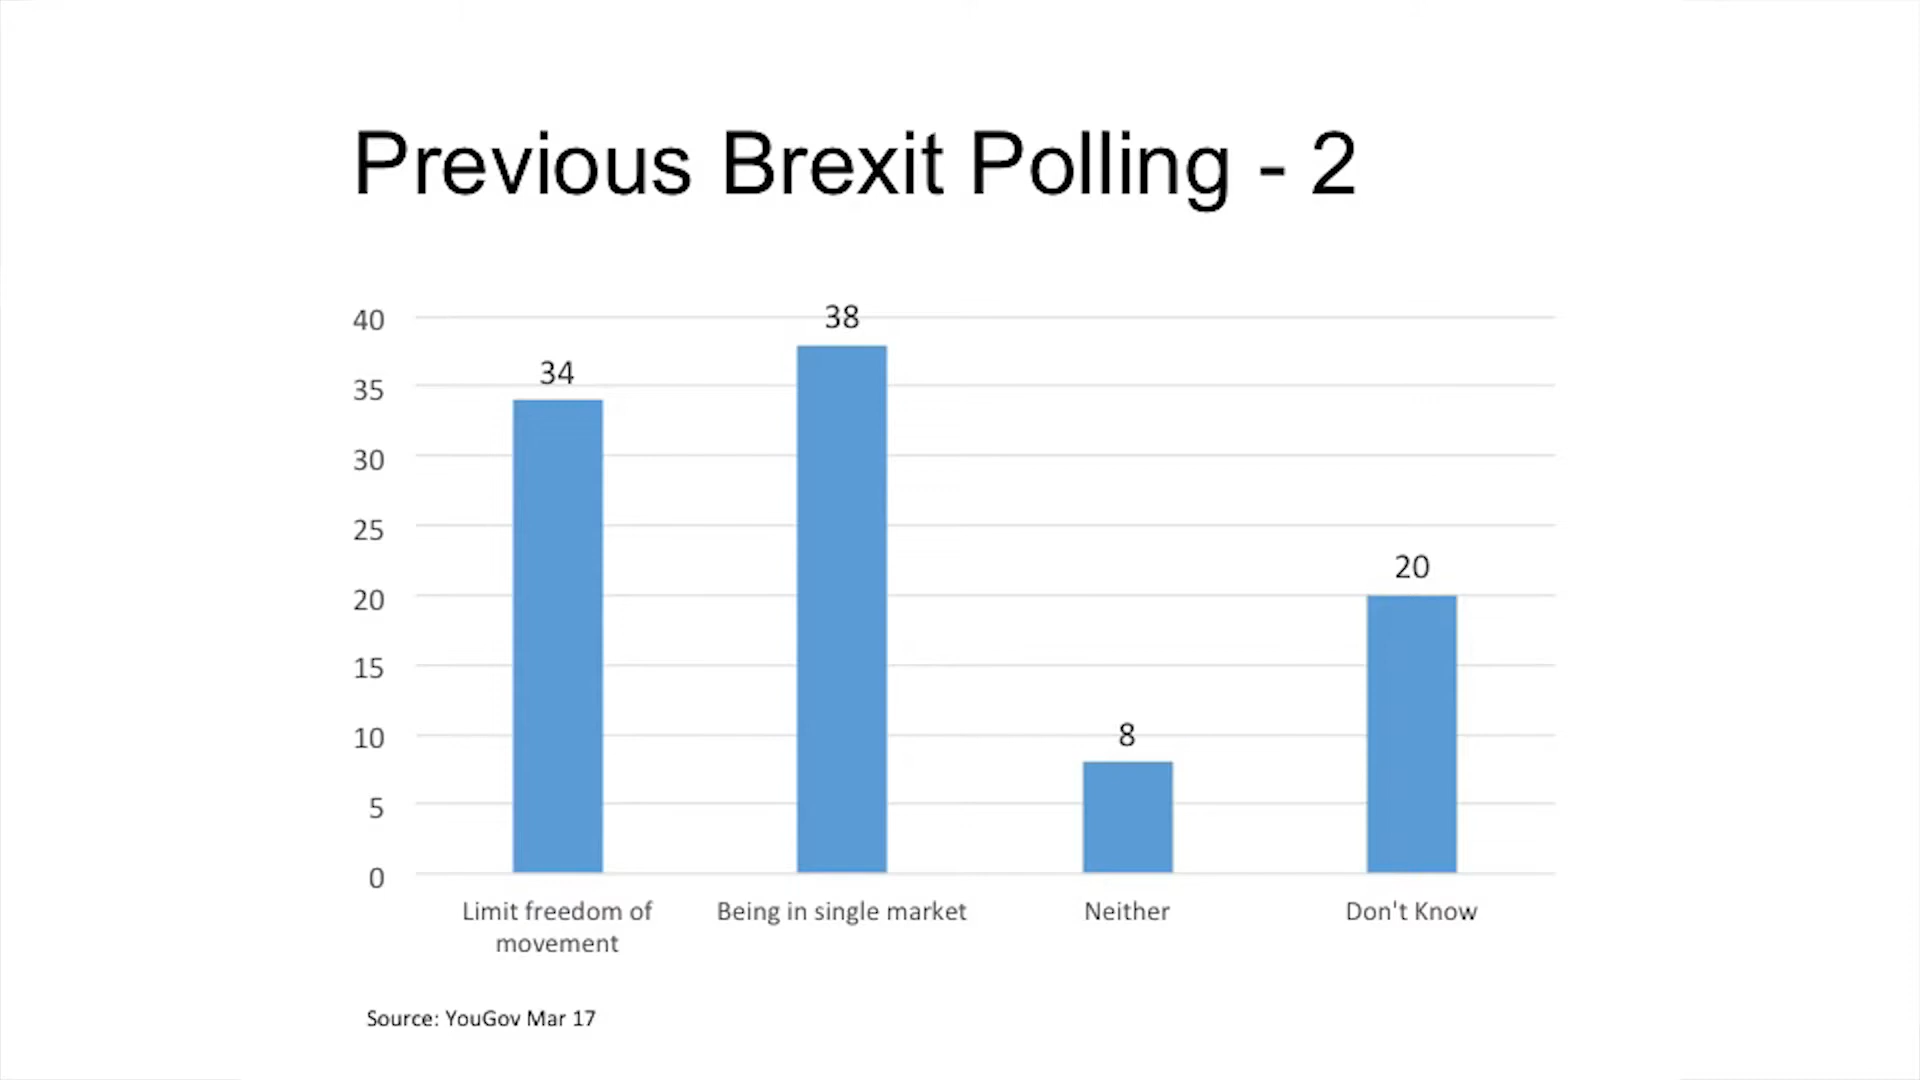 Previous Brexit Polling - 2
40
35
30
25
20
15
10
5
0
34
38
8
20
Limit freedom of
movement
Being in single market
Neither
Don't Know
Source: YouGov Mar 17